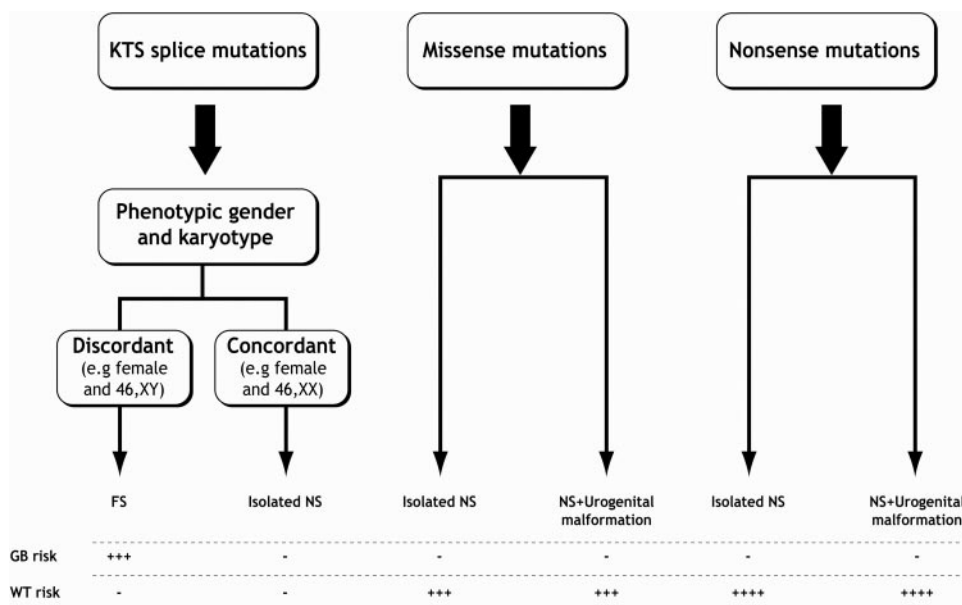 KTS splice mutations
Missense mutations
Nonsense mutations
Phenotypic gender
and karyotype
Discordant
(e.g female
and 46,XY)
Concordant
(e.g female
and 46,XX)
FS
Isolated NS
Isolated NS
NS+Urogenital
malformation
Isolated NS
NS+Urogenital
malformation
GB risk +++ - - - - -
WT risk - - +++ +++ ++++ ++++